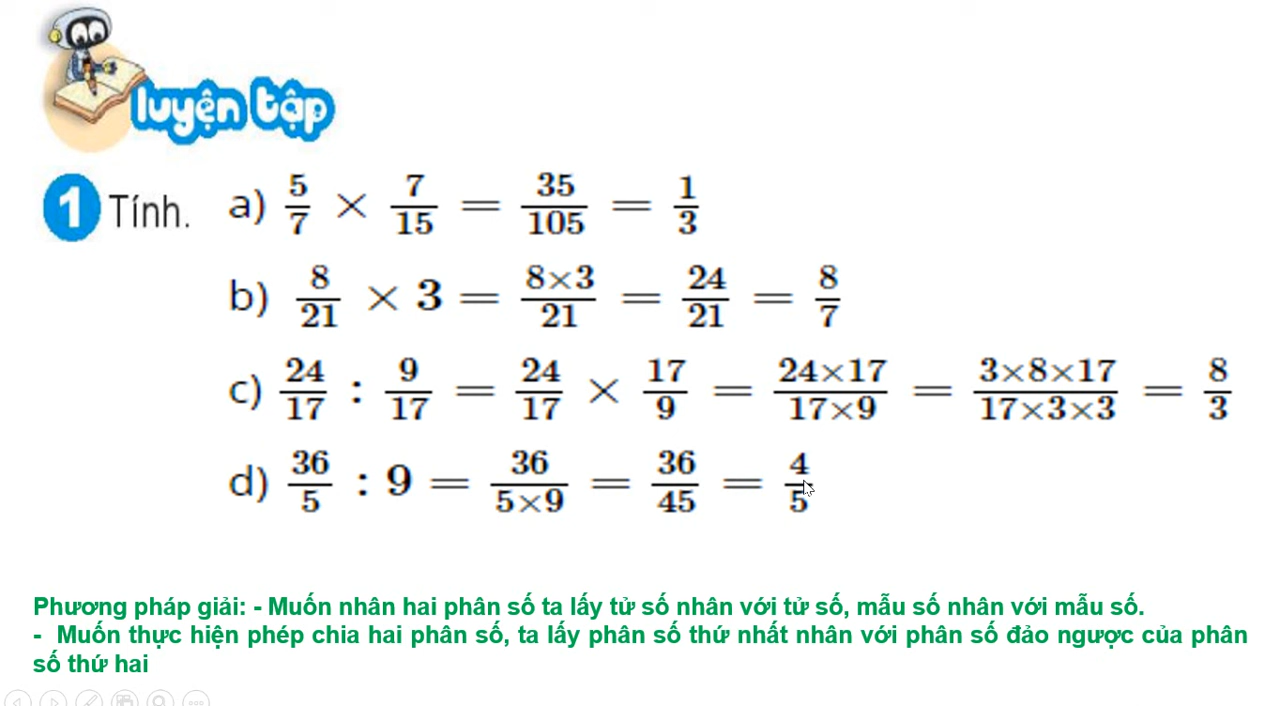 luyện tập
1 Tính. a) 5/7 × 7/15 = 35/105 = 1/3
b) 8/21 × 3 = 8×3/21 = 24/21 = 8/7
c) 24/17 : 9/17 = 24/17 × 17/9 = 24×17/17×9 = 3×8×17/17×3×3 = 8/3
d) 36/5 : 9 = 36/5×9 = 36/45 = 4/5
Phương pháp giải: - Muốn nhân hai phân số ta lấy tử số nhân với tử số, mẫu số nhân với mẫu số.
- Muốn thực hiện phép chia hai phân số, ta lấy phân số thứ nhất nhân với phân số đảo ngược của phân
số thứ hai